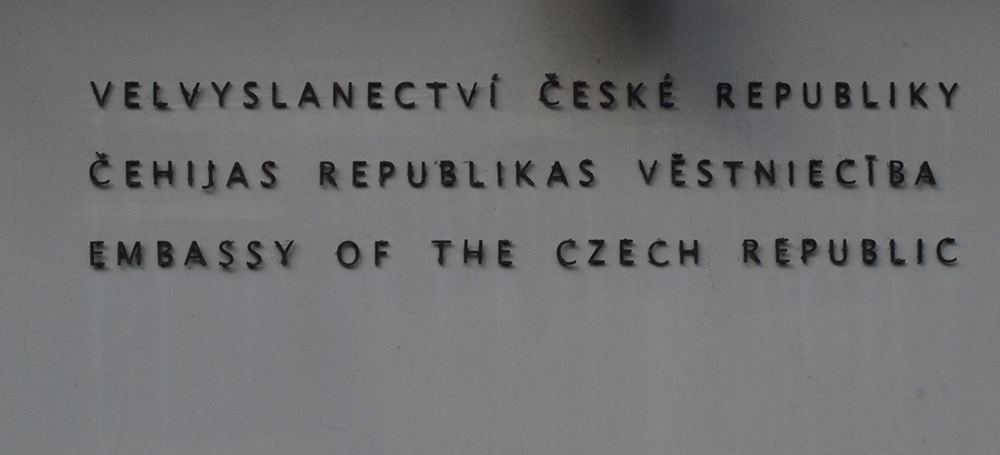 VELVYSLANECTVÍ ČESKÉ REPUBLIKY
ČEHIJAS REPUBLIKAS VĒSTNIECĪBA
EMBASSY OF THE CZECH REPUBLIC